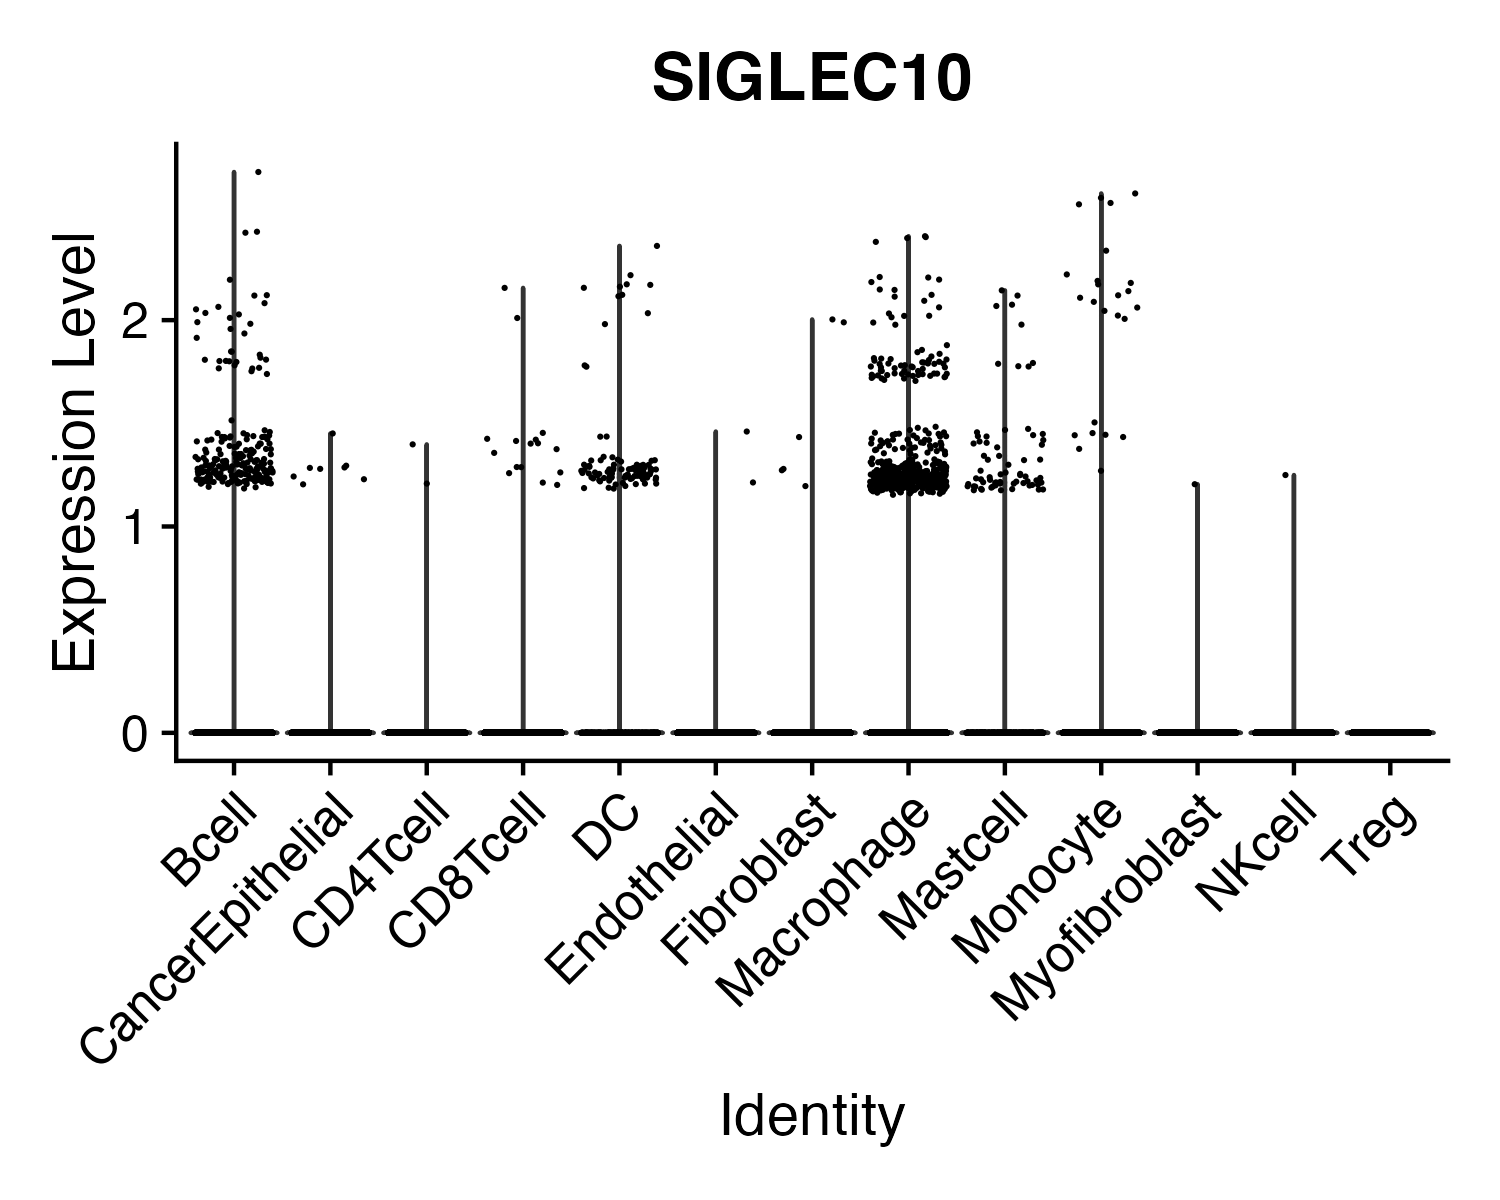 SIGLEC10
Expression Level
2
1
0
Bcell
CancerEpithelial
CD4Tcell
CD8Tcell
DC
Endothelial
Fibroblast
Macrophage
Mastcell
Monocyte
Myofibroblast
NKcell
Treg
Identity